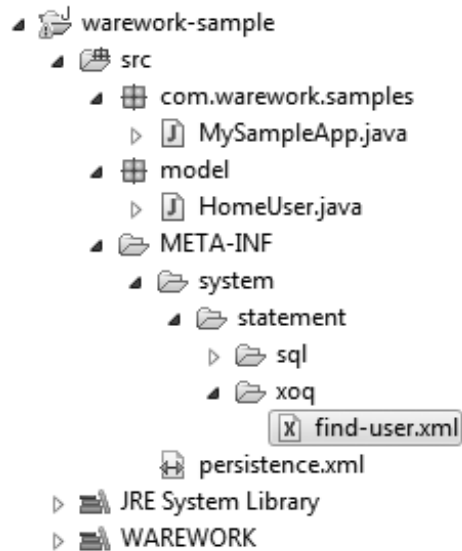 warework-sample
src
com.warework.samples
MySampleApp.java
model
HomeUser.java
META-INF
system
statement
sql
xoq
find-user.xml
persistence.xml
JRE System Library
WAREWORK